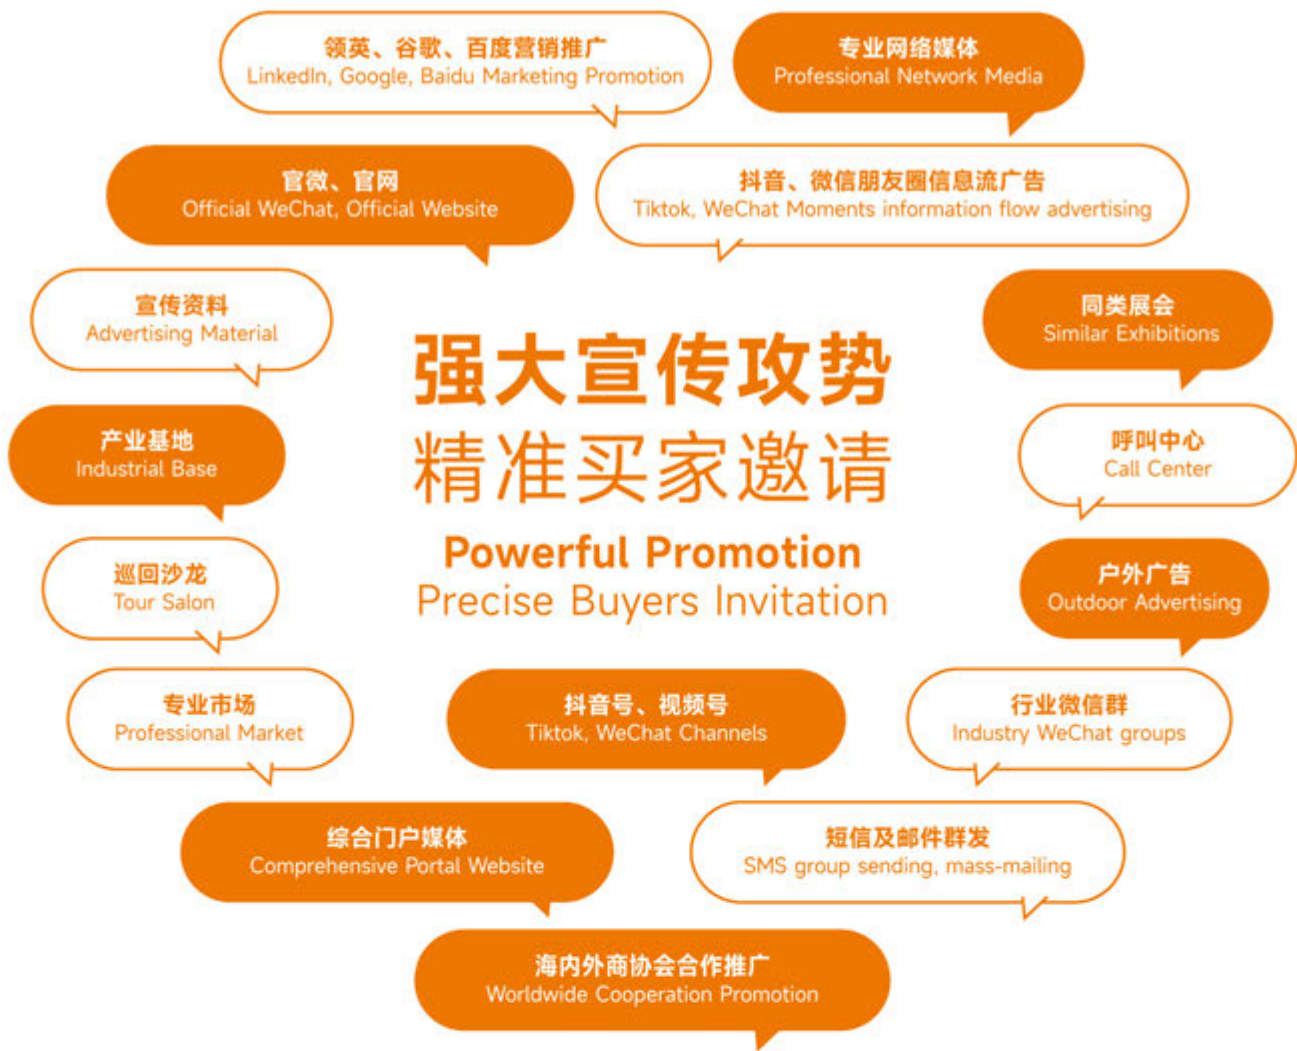 领英、谷歌、百度营销推广
LinkedIn, Google, Baidu Marketing Promotion
专业网络媒体
Professional Network Media
官微、官网
Official WeChat, Official Website
抖音、微信朋友圈信息流广告
Tiktok, WeChat Moments information flow advertising
宣传资料
Advertising Material
同类展会
Similar Exhibitions
强大宣传攻势
精准买家邀请
Powerful Promotion
Precise Buyers Invitation
产业基地
Industrial Base
呼叫中心
Call Center
巡回沙龙
Tour Salon
户外广告
Outdoor Advertising
专业市场
Professional Market
抖音号、视频号
Tiktok, WeChat Channels
行业微信群
Industry WeChat groups
综合门户媒体
Comprehensive Portal Website
短信及邮件群发
SMS group sending, mass-mailing
海内外商协会合作推广
Worldwide Cooperation Promotion